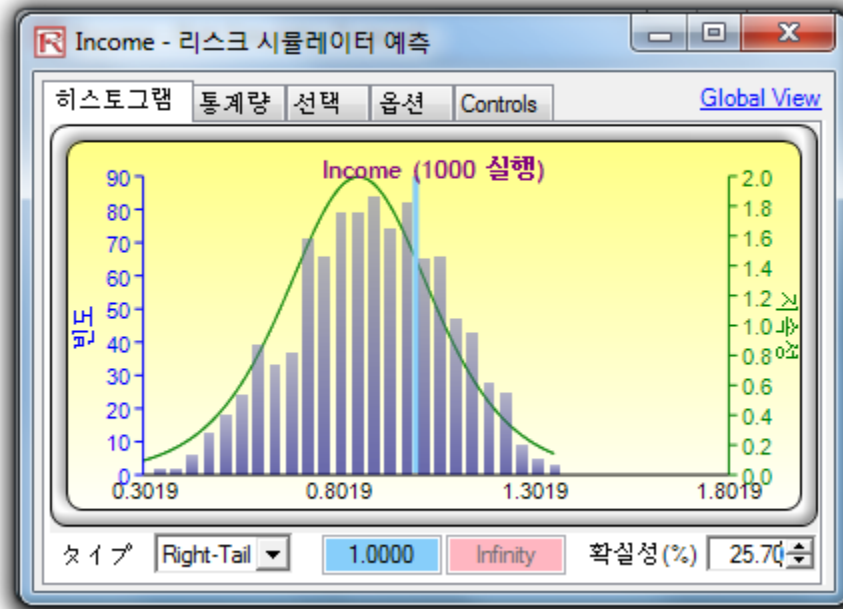 Income - 리스크 시뮬레이터 예측
히스토그램 통계량 선택 옵션 Controls Global View
Income (1000 실행)
90 2.0
80 1.8
70 1.6
60 1.4
50 1.2
40 1.0
30 0.8
20 0.6
10 0.4
0 0.2
0.0
빈도
지속성
0.3019 0.8019 1.3019 1.8019
タイプ Right-Tail 1.0000 Infinity 확실성(%) 25.70